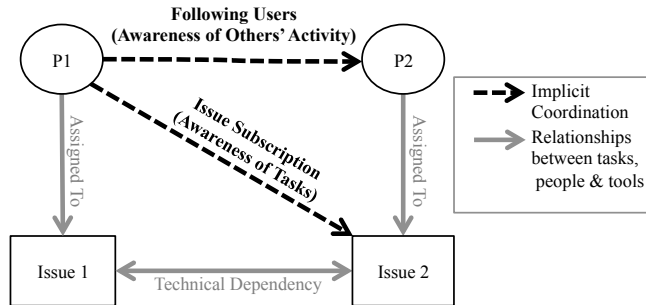 Following Users
(Awareness of Others' Activity)
P1
P2
Issue Subscription
(Awareness of Tasks)
Assigned To
Assigned To
Issue 1
Issue 2
Technical Dependency
Implicit
Coordination
Relationships
between tasks,
people & tools